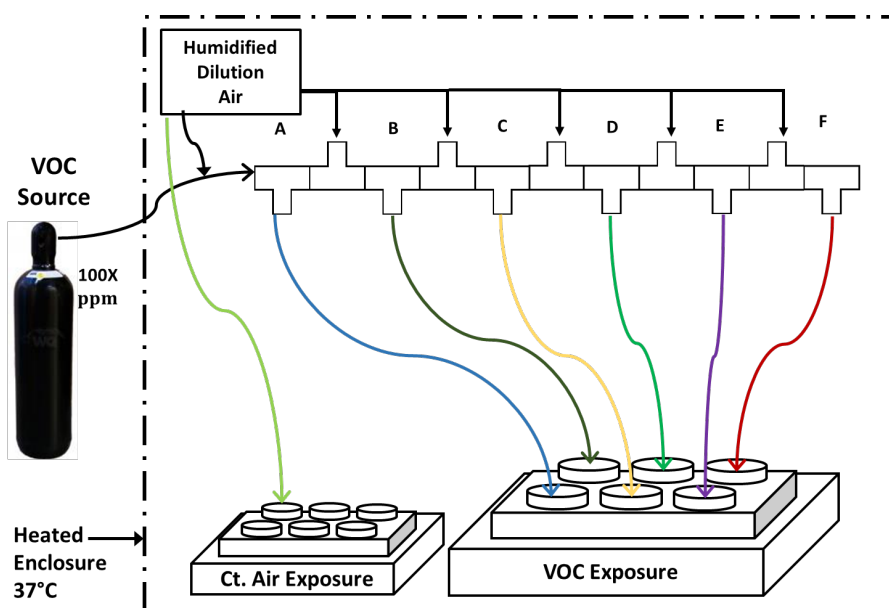 Humidified
Dilution
Air
A
B
C
D
E
F
VOC
Source
100X
ppm
Heated
Enclosure
37°C
Ct. Air Exposure
VOC Exposure